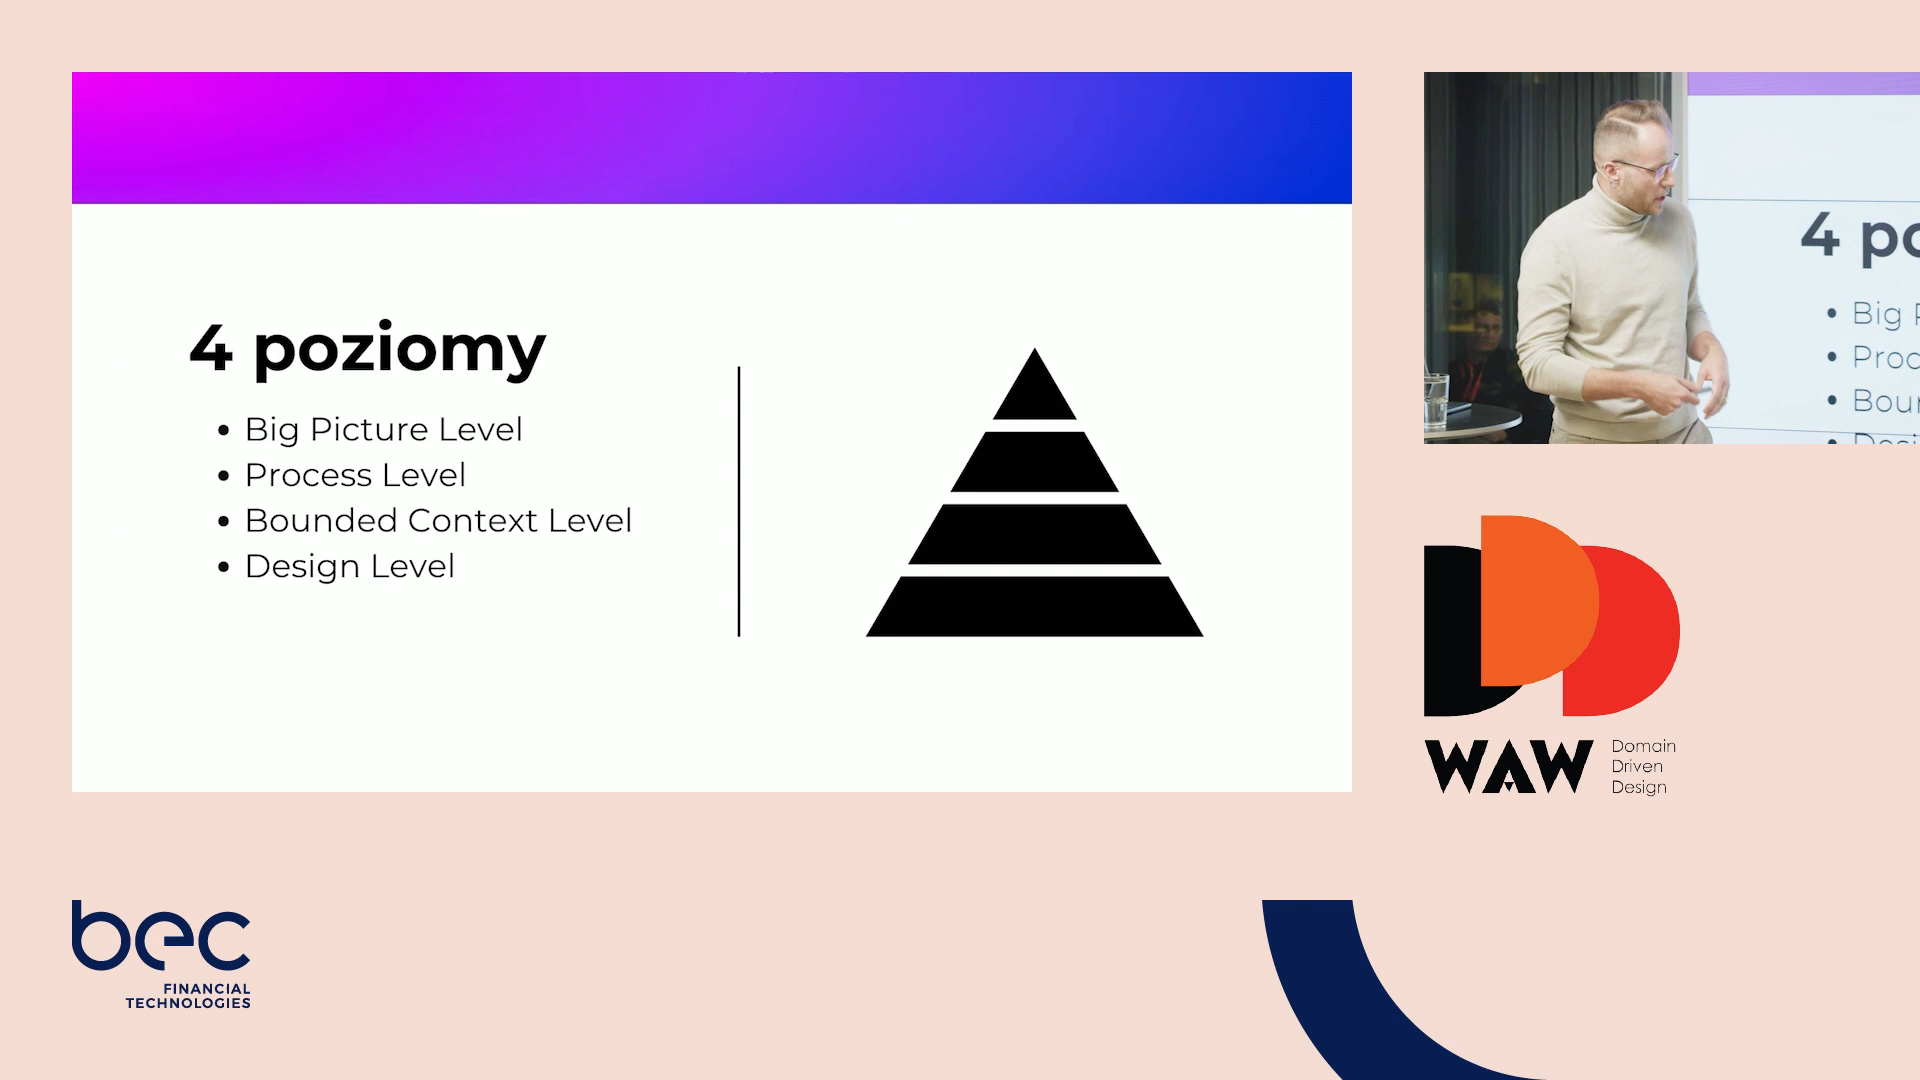 4 poziomy
• Big Picture Level
• Process Level
• Bounded Context Level
• Design Level
4 po
• Big P
• Proc
• Boun
WAW
Domain
Driven
Design
bec
FINANCIAL
TECHNOLOGIES